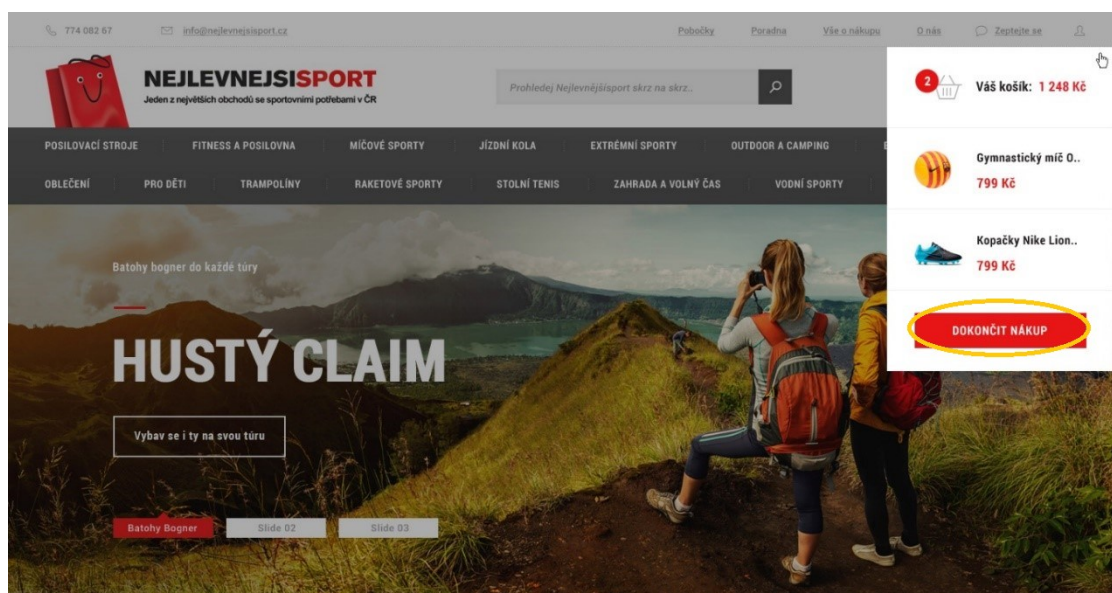 774 082 67
info@nejlevnejsisport.cz
Pobočky
Poradna
Vše o nákupu
O nás
Zeptejte se
NEJLEVNEJSISPORT
Jeden z největších obchodů se sportovními potřebami v ČR
Prohledej Nejlevnějšísport skrz na skrz..
2
Váš košík: 1 248 Kč
POSILOVACÍ STROJE
FITNESS A POSILOVNA
MÍČOVÉ SPORTY
JÍZDNÍ KOLA
EXTRÉMNÍ SPORTY
OUTDOOR A CAMPING
OBLEČENÍ
PRO DĚTI
TRAMPOLÍNY
RAKETOVÉ SPORTY
STOLNÍ TENIS
ZAHRADA A VOLNÝ ČAS
VODNÍ SPORTY
Gymnastický míč O..
799 Kč
Kopačky Nike Lion..
799 Kč
DOKONČIT NÁKUP
Batohy bogner do každé túry
HUSTÝ CLAIM
Vybav se i ty na svou túru
Batohy Bogner
Slide 02
Slide 03